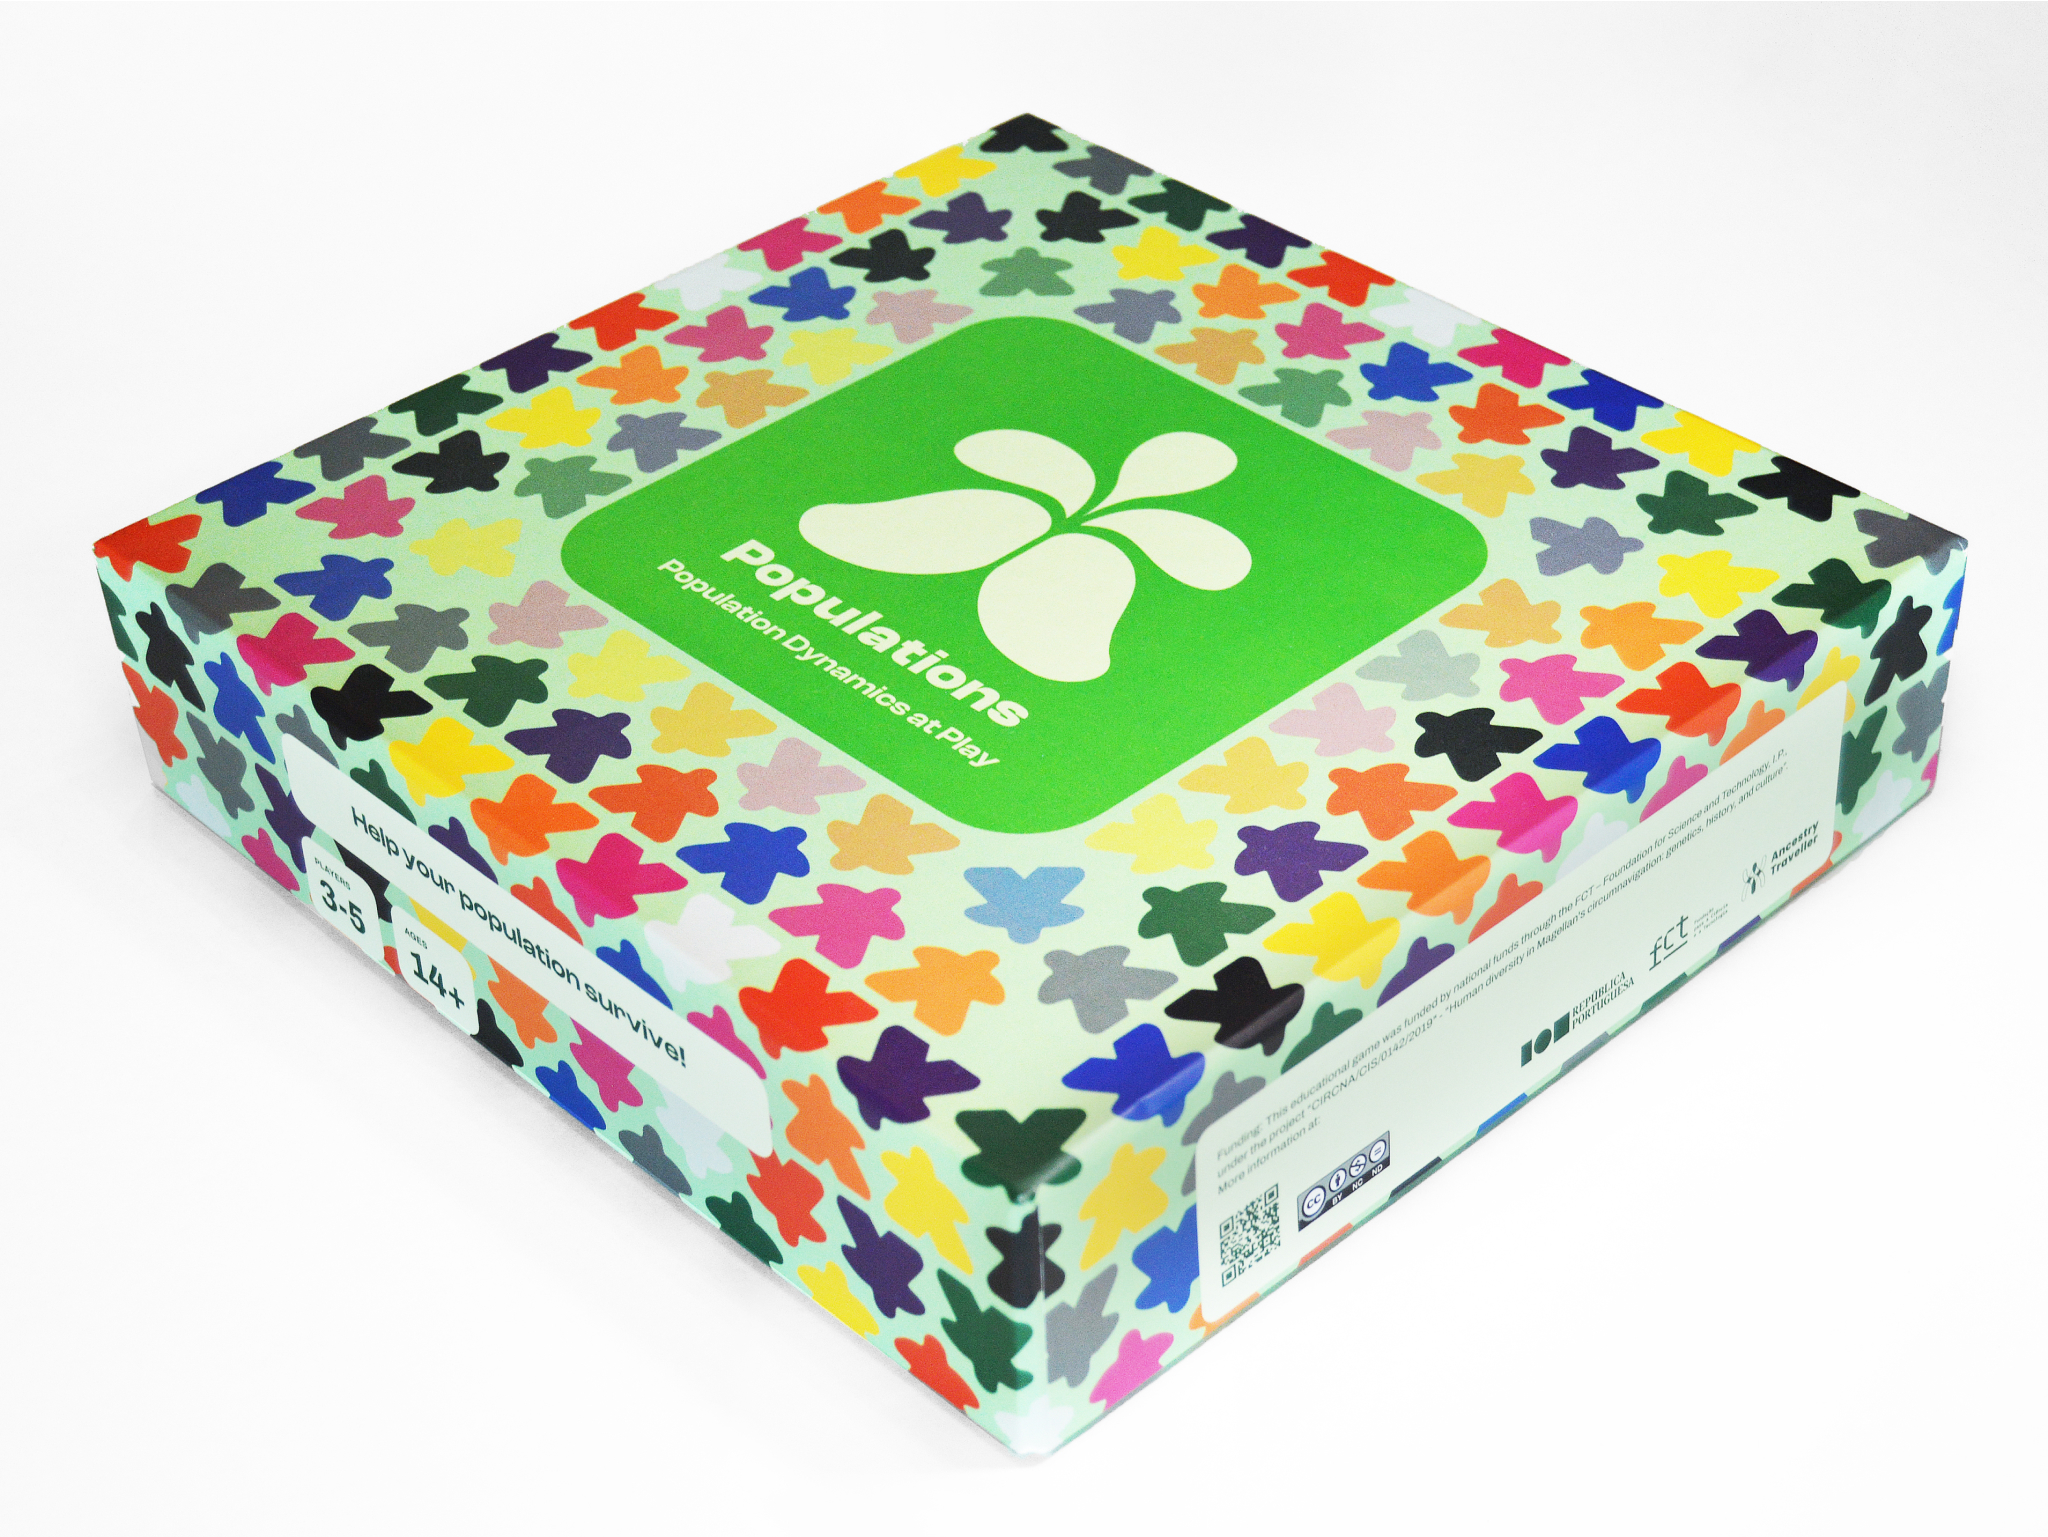 Populations
Population Dynamics at Play
Help your population survive!
PLAYERS
3-5
AGES
14+
Funding: This educational game was funded by national funds through the FCT – Foundation for Science and Technology, I.P.,
under the project "CIRCNA/CIS/0142/2019" - "Human diversity in Magellan's circumnavigation: genetics, history, and culture".
More information at:
CC
BY NC ND
REPÚBLICA
PORTUGUESA
fct
Ancestry
Traveller